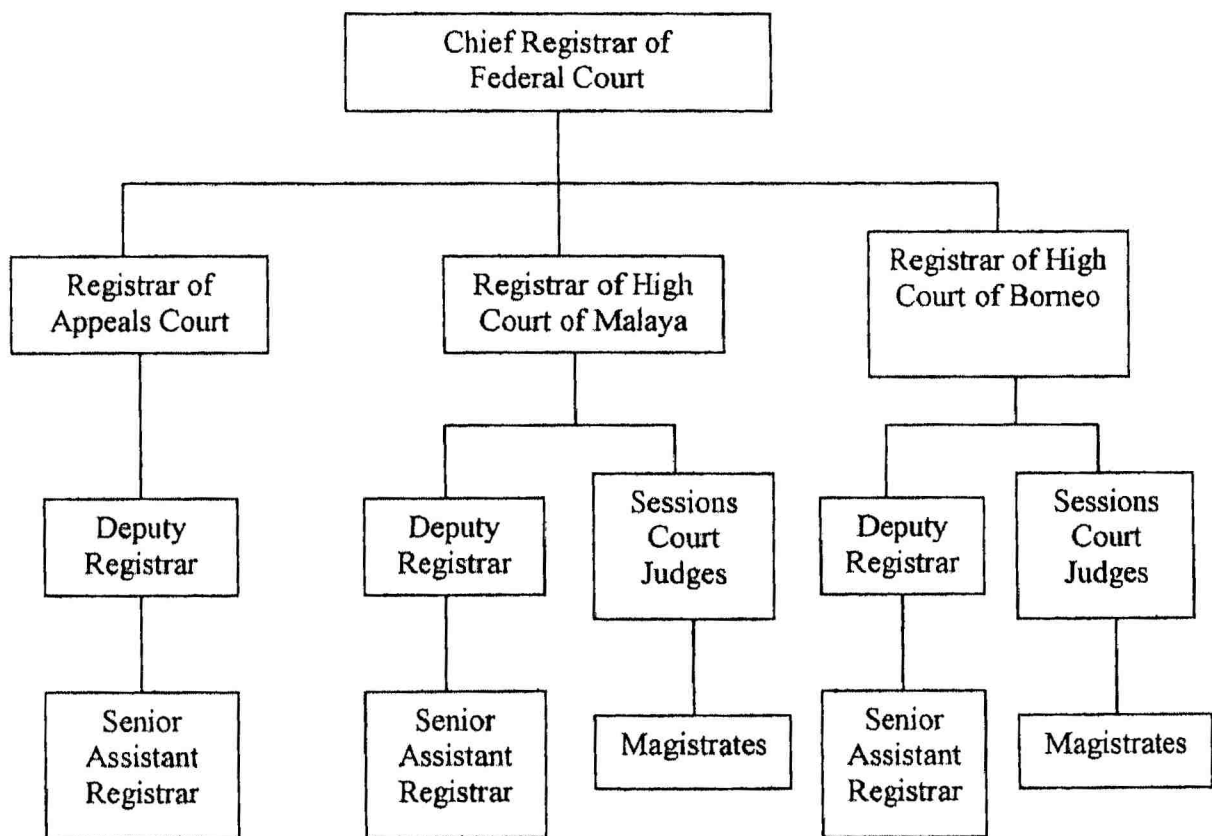 Chief Registrar of
Federal Court
Registrar of
Appeals Court
Registrar of High
Court of Malaya
Registrar of High
Court of Borneo
Deputy
Registrar
Deputy
Registrar
Sessions
Court
Judges
Deputy
Registrar
Sessions
Court
Judges
Senior
Assistant
Registrar
Senior
Assistant
Registrar
Magistrates
Senior
Assistant
Registrar
Magistrates